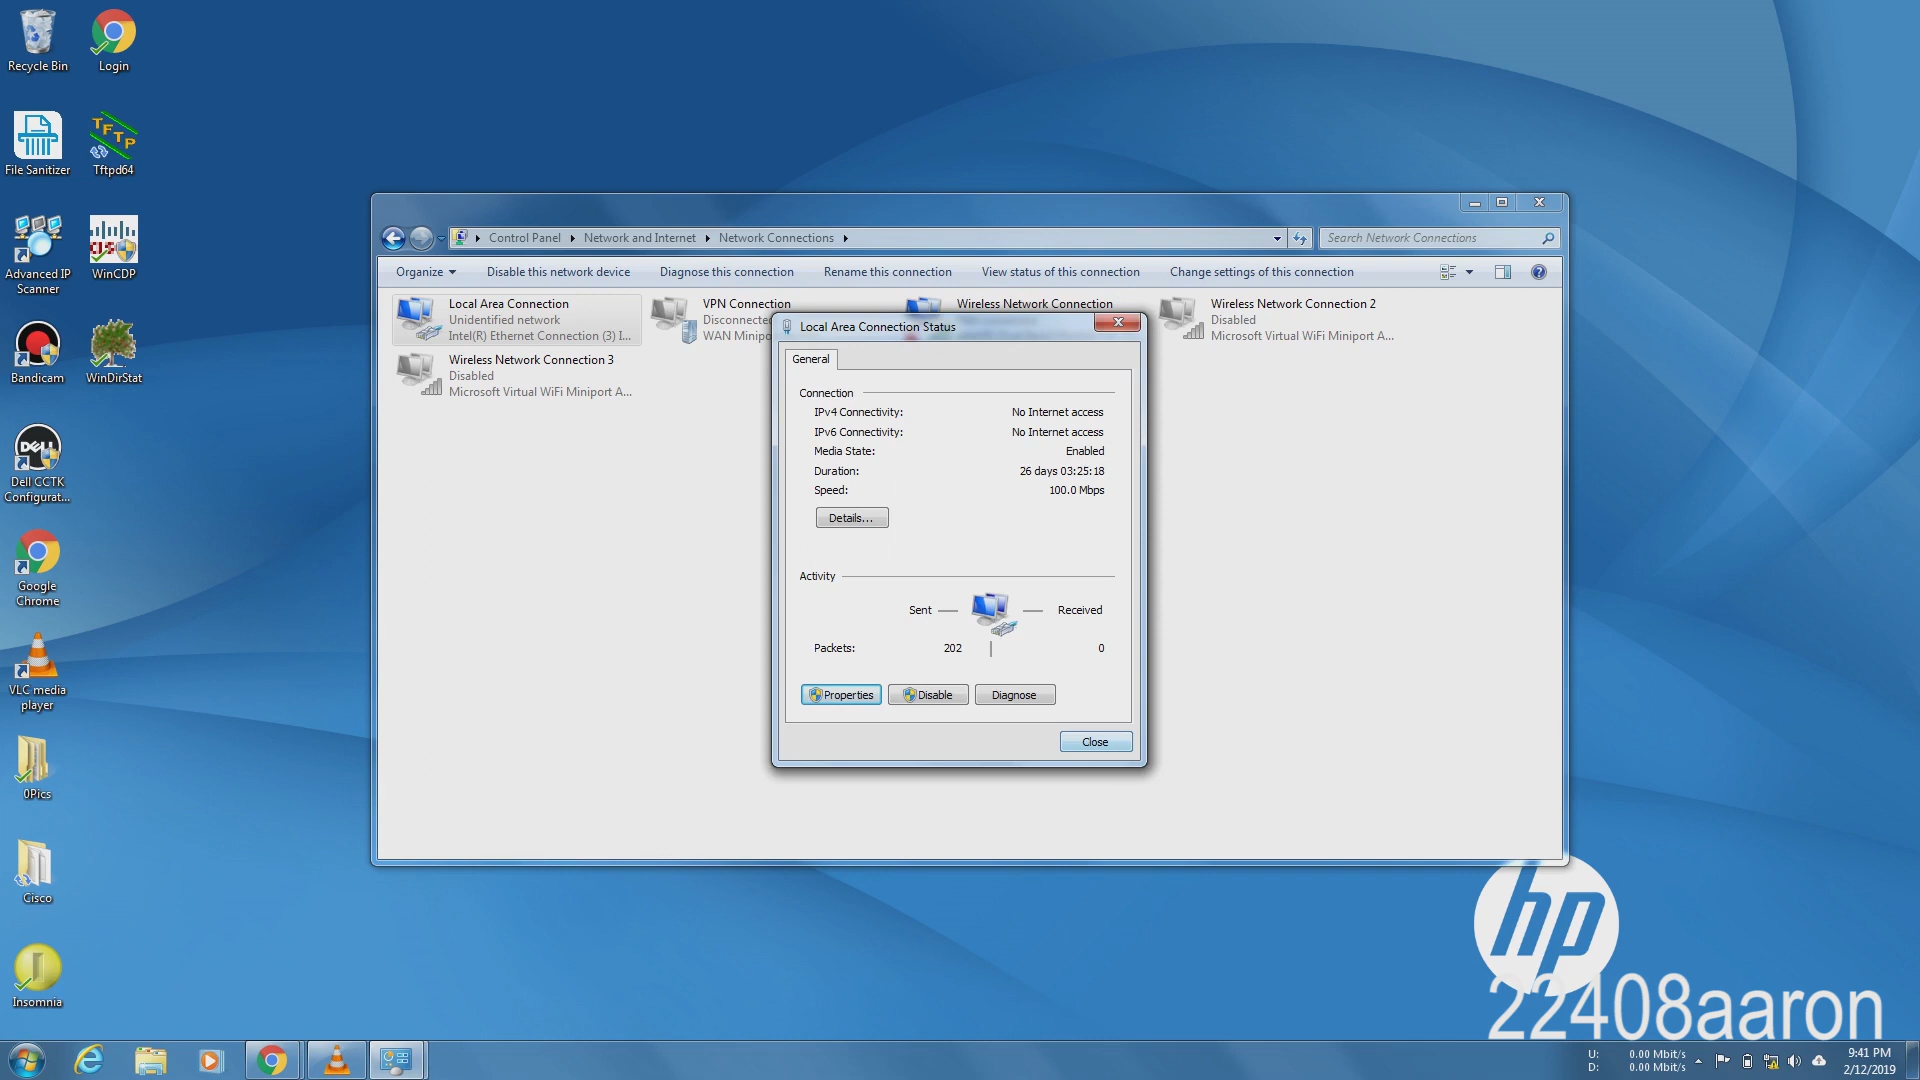 Recycle Bin
Login
File Sanitizer
Tftpd64
Advanced IP
Scanner
WinCDP
Bandicam
WinDirStat
Dell CCTK
Configurat...
Google
Chrome
VLC media
player
0Pics
Cisco
Insomnia
TFTP
DELL
Control Panel
Network and Internet
Network Connections
Search Network Connections
Organize
Disable this network device
Diagnose this connection
Rename this connection
View status of this connection
Change settings of this connection
Local Area Connection
Unidentified network
Intel(R) Ethernet Connection (3) I...
VPN Connection
Disconnected
WAN Minipo
Wireless Network Connection
Wireless Network Connection 2
Disabled
Microsoft Virtual WiFi Miniport A...
Wireless Network Connection 3
Disabled
Microsoft Virtual WiFi Miniport A...
Local Area Connection Status
General
Connection
IPv4 Connectivity: No Internet access
IPv6 Connectivity: No Internet access
Media State: Enabled
Duration: 26 days 03:25:18
Speed: 100.0 Mbps
Details...
Activity
Sent Received
Packets: 202 0
Properties Disable Diagnose
Close
hp
22408aaron
U: 0.00 Mbit/s
D: 0.00 Mbit/s
9:41 PM
2/12/2019